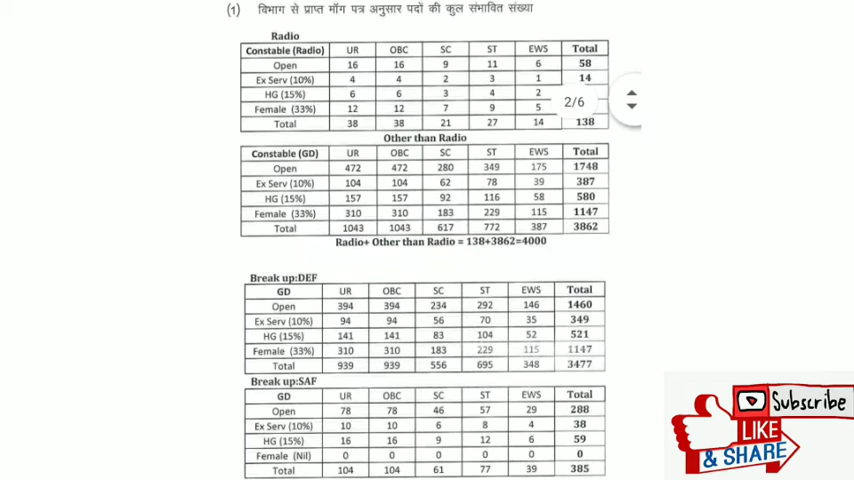 (1) विभाग से प्राप्त मॉग पत्र अनुसार पदों की कुल संभावित संख्या
Radio
Constable (Radio) UR OBC SC ST EWS Total
Open 16 16 9 11 6 58
Ex Serv (10%) 4 4 2 3 1 14
HG (15%) 6 6 3 4 2
Female (33%) 12 12 7 9 5
Total 38 38 21 27 14 138
2/6
Other than Radio
Constable (GD) UR OBC SC ST EWS Total
Open 472 472 280 349 175 1748
Ex Serv (10%) 104 104 62 78 39 387
HG (15%) 157 157 92 116 58 580
Female (33%) 310 310 183 229 115 1147
Total 1043 1043 617 772 387 3862
Radio+ Other than Radio = 138+3862=4000
Break up:DEF
GD UR OBC SC ST EWS Total
Open 394 394 234 292 146 1460
Ex Serv (10%) 94 94 56 70 35 349
HG (15%) 141 141 83 104 52 521
Female (33%) 310 310 183 229 115 1147
Total 939 939 556 695 348 3477
Break up:SAF
GD UR OBC SC ST EWS Total
Open 78 78 46 57 29 288
Ex Serv (10%) 10 10 6 8 4 38
HG (15%) 16 16 9 12 6 59
Female (Nil) 0 0 0 0 0 0
Total 104 104 61 77 39 385
Subscribe
LIKE
& SHARE